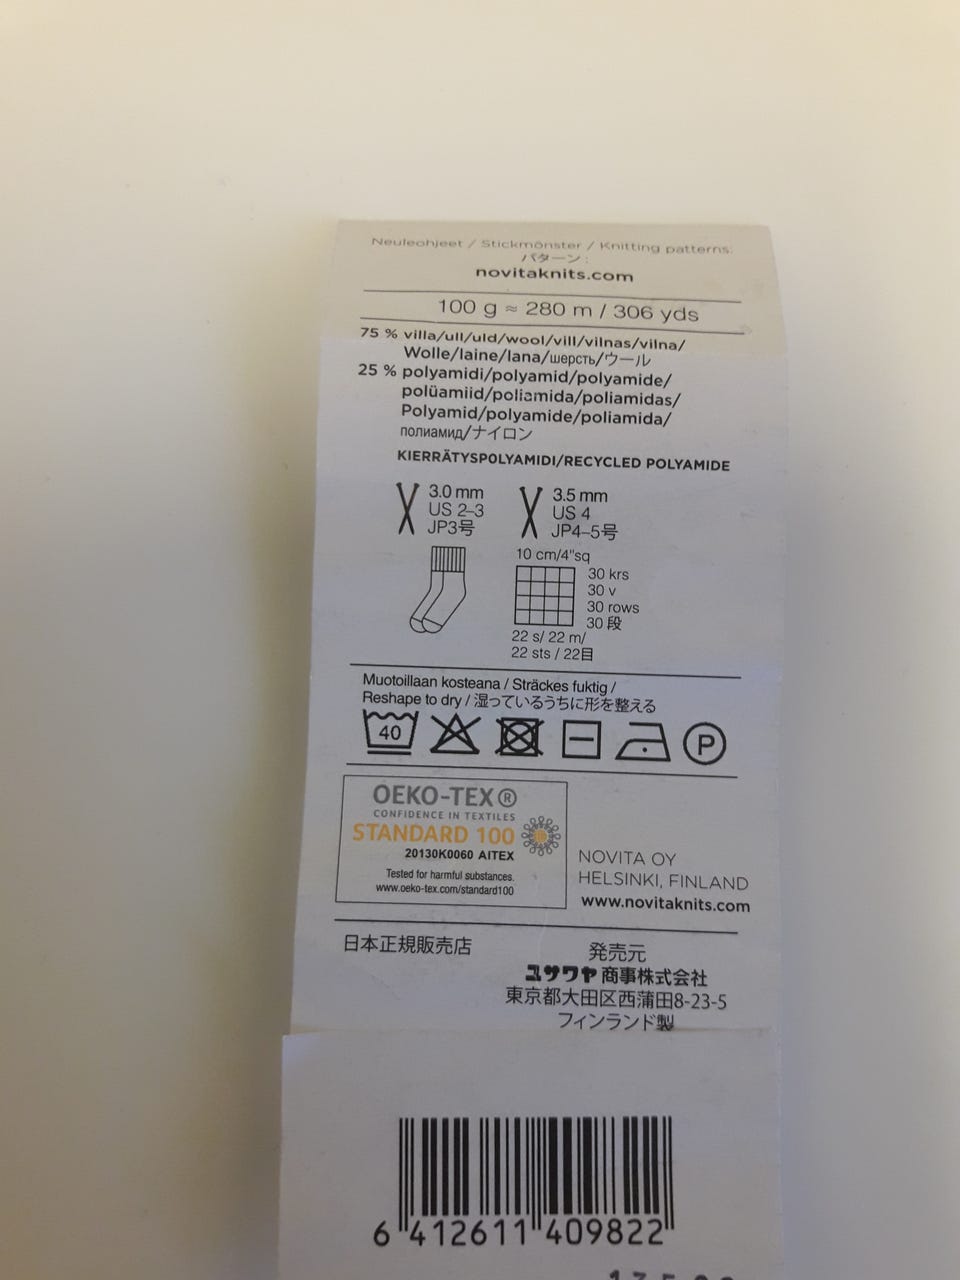 Neuleohjeet / Stickmönster / Knitting patterns:
パターン :
novitaknits.com
100 g ≈ 280 m / 306 yds
75 % villa/ull/uld/wool/vill/vilnas/vilna/
Wolle/laine/lana/шерсть/ウール
25 % polyamidi/polyamid/polyamide/
polüamiid/poliamida/poliamidas/
Polyamid/polyamide/poliamida/
полиамид/ナイロン
KIERRÄTYSPOLYAMIDI/RECYCLED POLYAMIDE
3.0 mm 3.5 mm
US 2–3 US 4
JP3号 JP4–5号
10 cm/4"sq
30 krs
30 v
30 rows
30 段
22 s/ 22 m/
22 sts / 22目
Muotoillaan kosteana / Sträckes fuktig /
Reshape to dry / 湿っているうちに形を整える
40 P
OEKO-TEX®
CONFIDENCE IN TEXTILES
STANDARD 100
20130K0060 AITEX
Tested for harmful substances.
www.oeko-tex.com/standard100
NOVITA OY
HELSINKI, FINLAND
www.novitaknits.com
日本正規販売店 発売元
ユザワヤ 商事株式会社
東京都大田区西蒲田8-23-5
フィンランド製
6 412611 409822